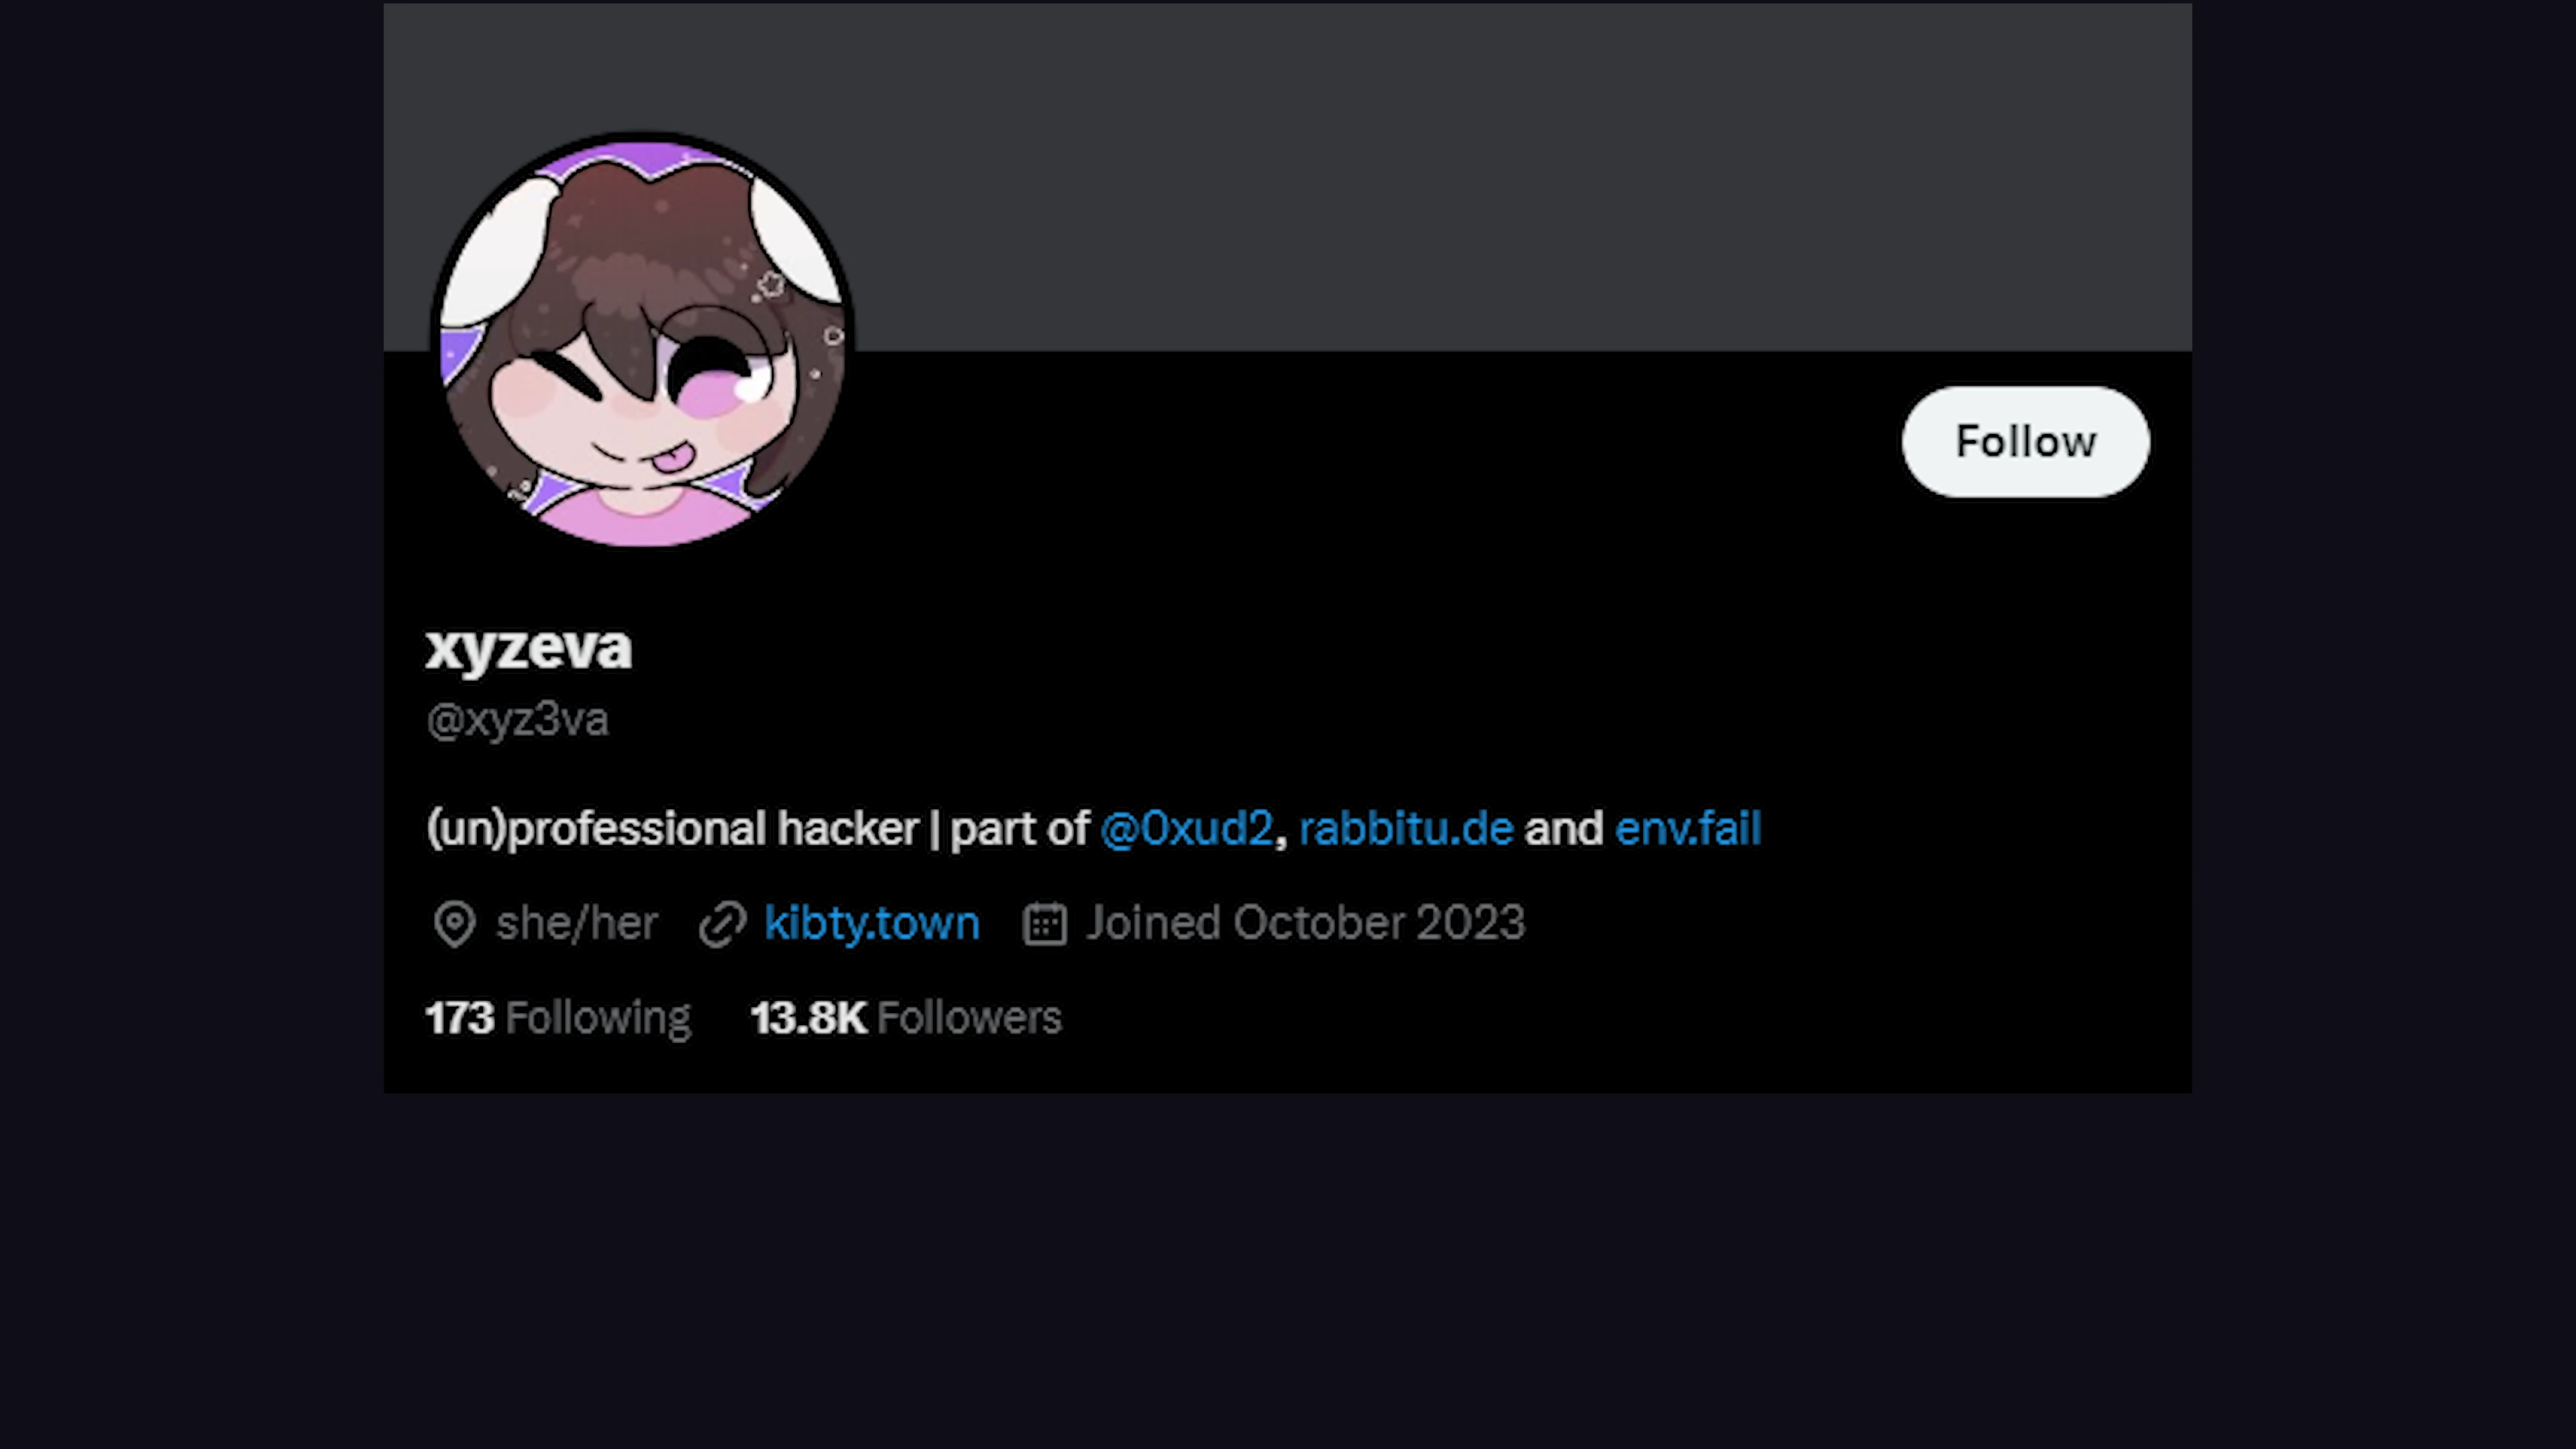 Follow
xyzeva
@xyz3va
(un)professional hacker | part of @0xud2, rabbitu.de and env.fail
she/her kibty.town Joined October 2023
173 Following 13.8K Followers